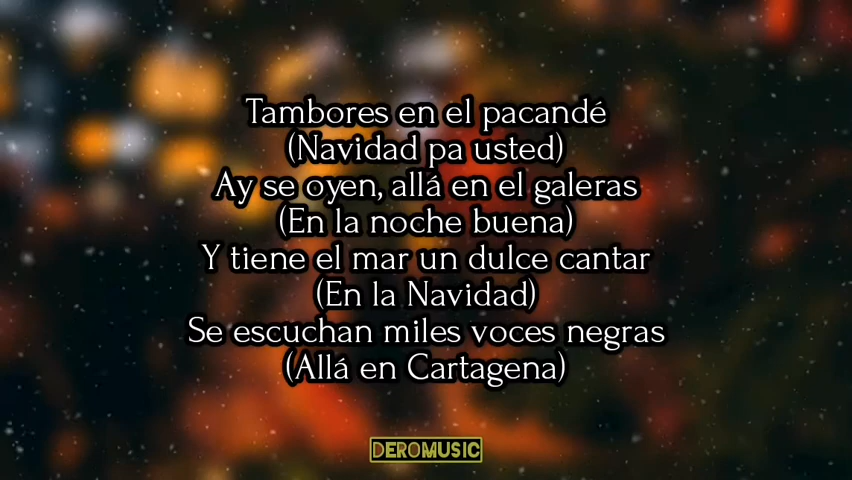 Tambores en el pacandé
(Navidad pa usted)
Ay se oyen, allá en el galeras
(En la noche buena)
Y tiene el mar un dulce cantar
(En la Navidad)
Se escuchan miles voces negras
(Allá en Cartagena)
DEROMUSIC